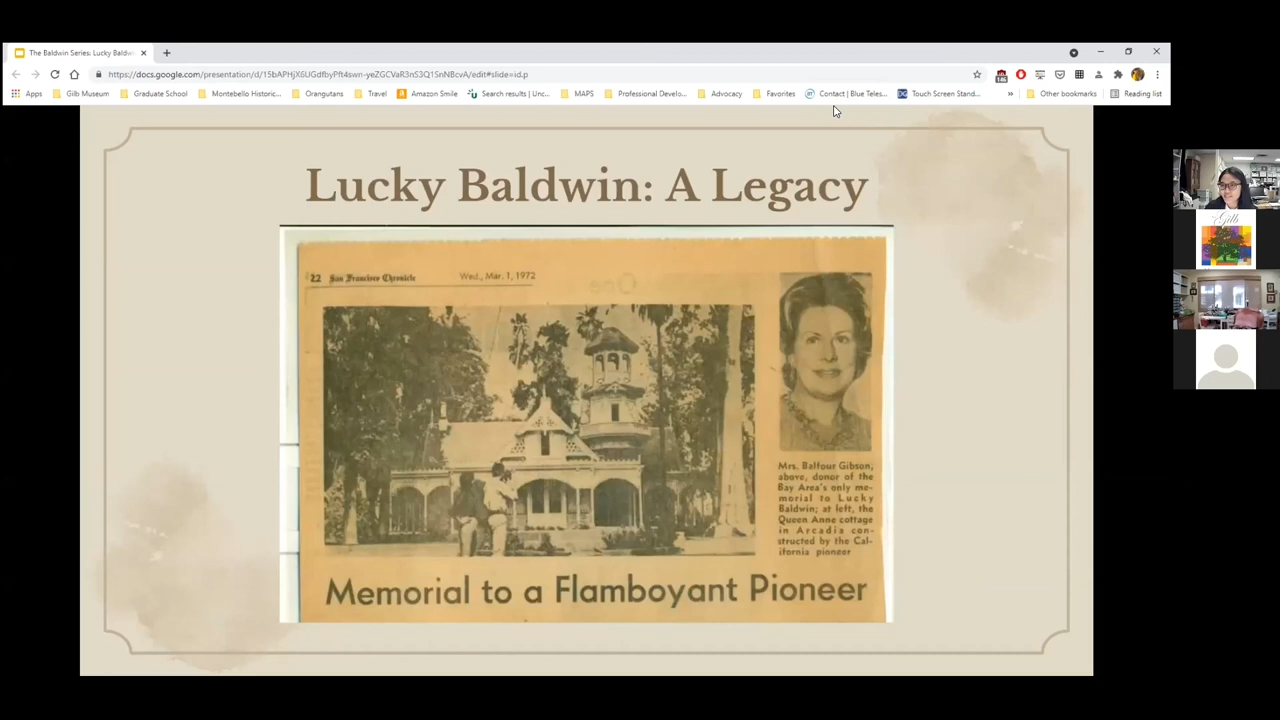 The Baldwin Series: Lucky Baldw
https://docs.google.com/presentation/d/15bAPHjX6UGdfbyPft4swn-yeZGCVaR3nS3Q1SnNBcvA/edit#slide=id.p
146
Apps Gilb Museum Graduate School Montebello Historic... Orangutans Travel Amazon Smile Search results | Unc... MAPS Professional Develo... Advocacy Favorites Contact | Blue Teles... Touch Screen Stand... » Other bookmarks Reading list
Lucky Baldwin: A Legacy
22 San Francisco Chronicle Wed., Mar. 1, 1972
Mrs. Balfour Gibson,
above, donor of the
Bay Area's only me-
morial to Lucky
Baldwin; at left, the
Queen Anne cottage
in Arcadia con-
structed by the Cal-
ifornia pioneer
Memorial to a Flamboyant Pioneer
Gilb